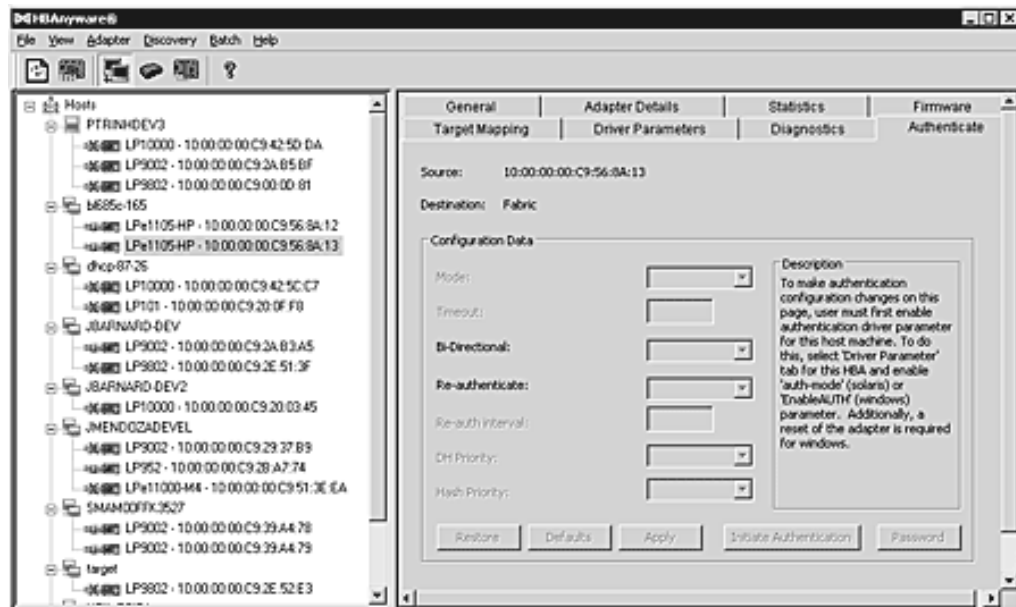 HBAnyware®
File View Adapter Discovery Batch Help
?
Hosts
PTRINHDEV3
LP10000 - 10:00:00:00:C9:42:5D:DA
LP9002 - 10:00:00:00:C9:2A:B5:BF
LP9802 - 10:00:00:00:C9:00:0D:81
bl685c-165
LPe1105-HP - 10:00:00:00:C9:56:8A:12
LPe1105-HP - 10:00:00:00:C9:56:8A:13
dhcp-87-26
LP10000 - 10:00:00:00:C9:42:5C:C7
LP101 - 10:00:00:00:C9:20:0F:F8
JBARNARD-DEV
LP9002 - 10:00:00:00:C9:2A:B3:A5
LP9802 - 10:00:00:00:C9:2E:51:3F
JBARNARD-DEV2
LP10000 - 10:00:00:00:C9:20:03:45
JMENDOZADEVEL
LP9002 - 10:00:00:00:C9:29:37:B9
LP952 - 10:00:00:00:C9:28:A7:74
LPe11000-M4 - 10:00:00:00:C9:51:3E:EA
LP9002 - 10:00:00:00:C9:39:A4:78
LP9002 - 10:00:00:00:C9:39:A4:79
target
LP9802 - 10:00:00:00:C9:2E:52:E3
General Adapter Details Statistics Firmware
Target Mapping Driver Parameters Diagnostics Authenticate
Source: 10:00:00:00:C9:56:8A:13
Destination: Fabric
Configuration Data
Mode:
Timeout:
Bi-Directional:
Re-authenticate:
Re-auth interval:
DH Priority:
Hash Priority:
Description
To make authentication
configuration changes on this
page, user must first enable
authentication driver parameter
for this host machine. To do
this, select 'Driver Parameter'
tab for this HBA and enable
'auth-mode' (solaris) or
'EnableAUTH' (windows)
parameter. Additionally, a
reset of the adapter is required
for windows.
Restore Defaults Apply Initiate Authentication Password